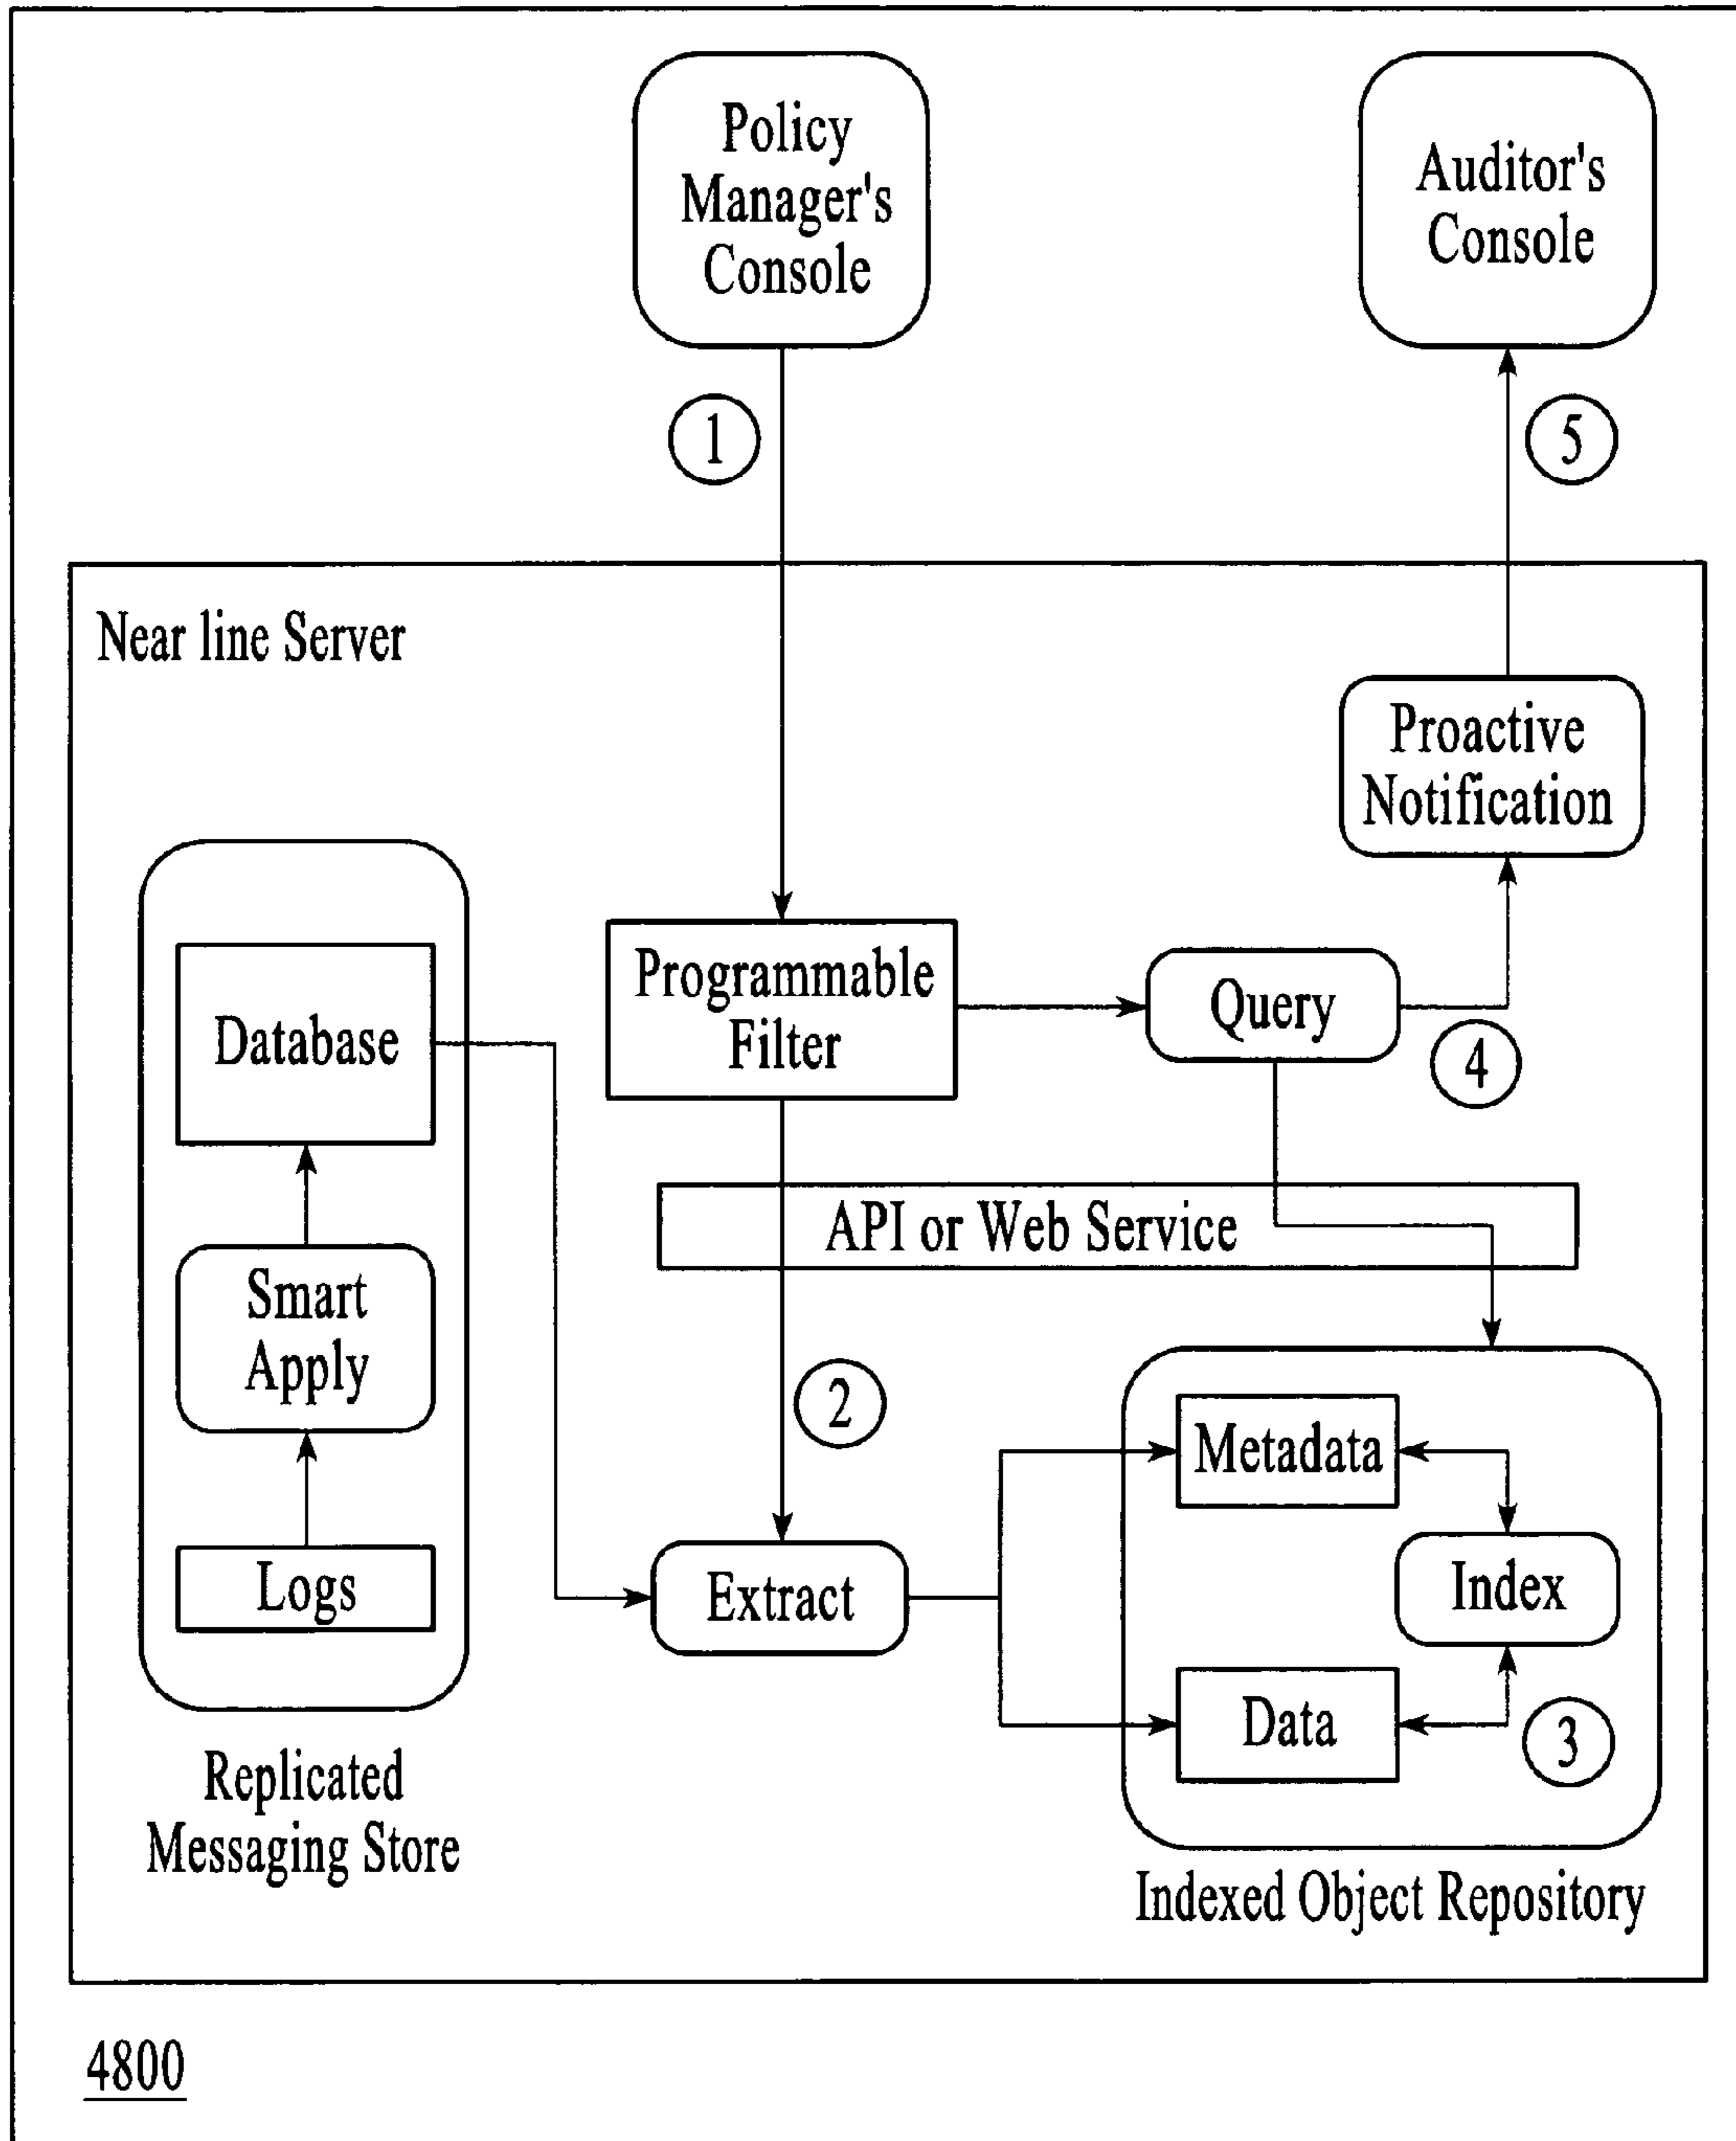 Policy
Manager's
Console
Auditor's
Console
1
5
Near line Server
Proactive
Notification
Programmable
Filter
Query
4
Database
API or Web Service
Smart
Apply
2
Metadata
Logs
Extract
Index
Data
3
Replicated
Messaging Store
Indexed Object Repository
4800